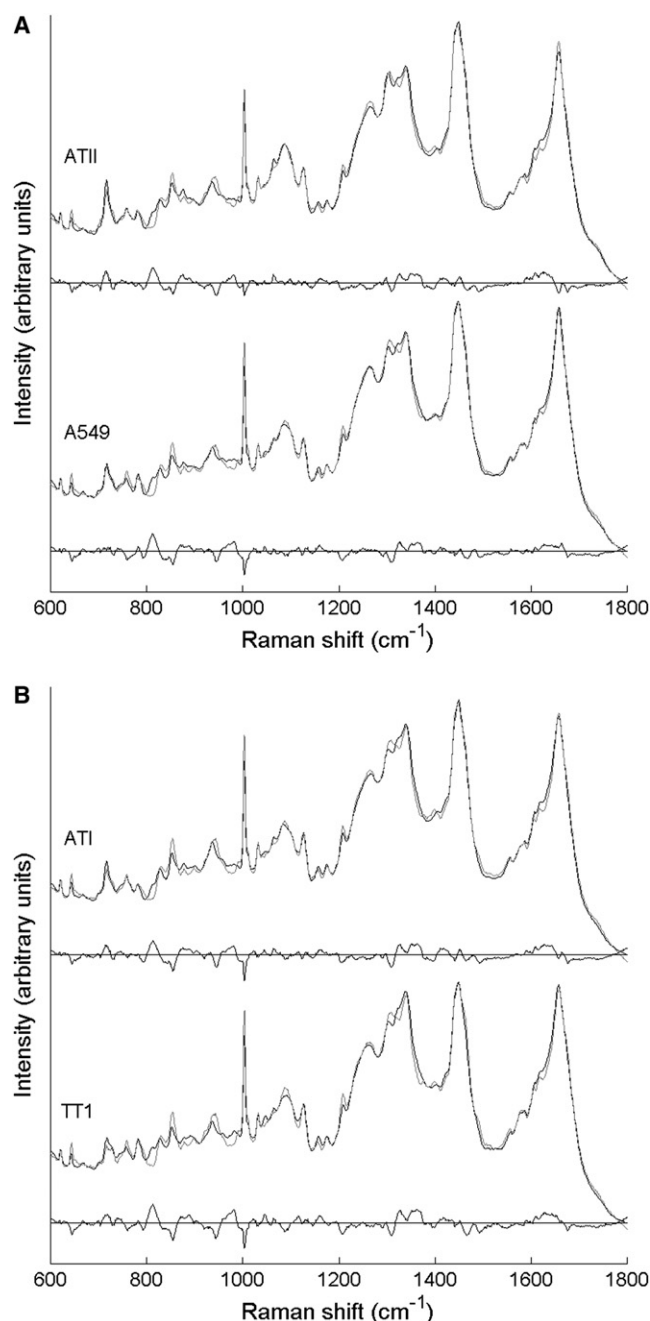 A
ATII
A549
Intensity (arbitrary units)
600 800 1000 1200 1400 1600 1800
Raman shift (cm⁻¹)
B
ATI
TT1
Intensity (arbitrary units)
600 800 1000 1200 1400 1600 1800
Raman shift (cm⁻¹)